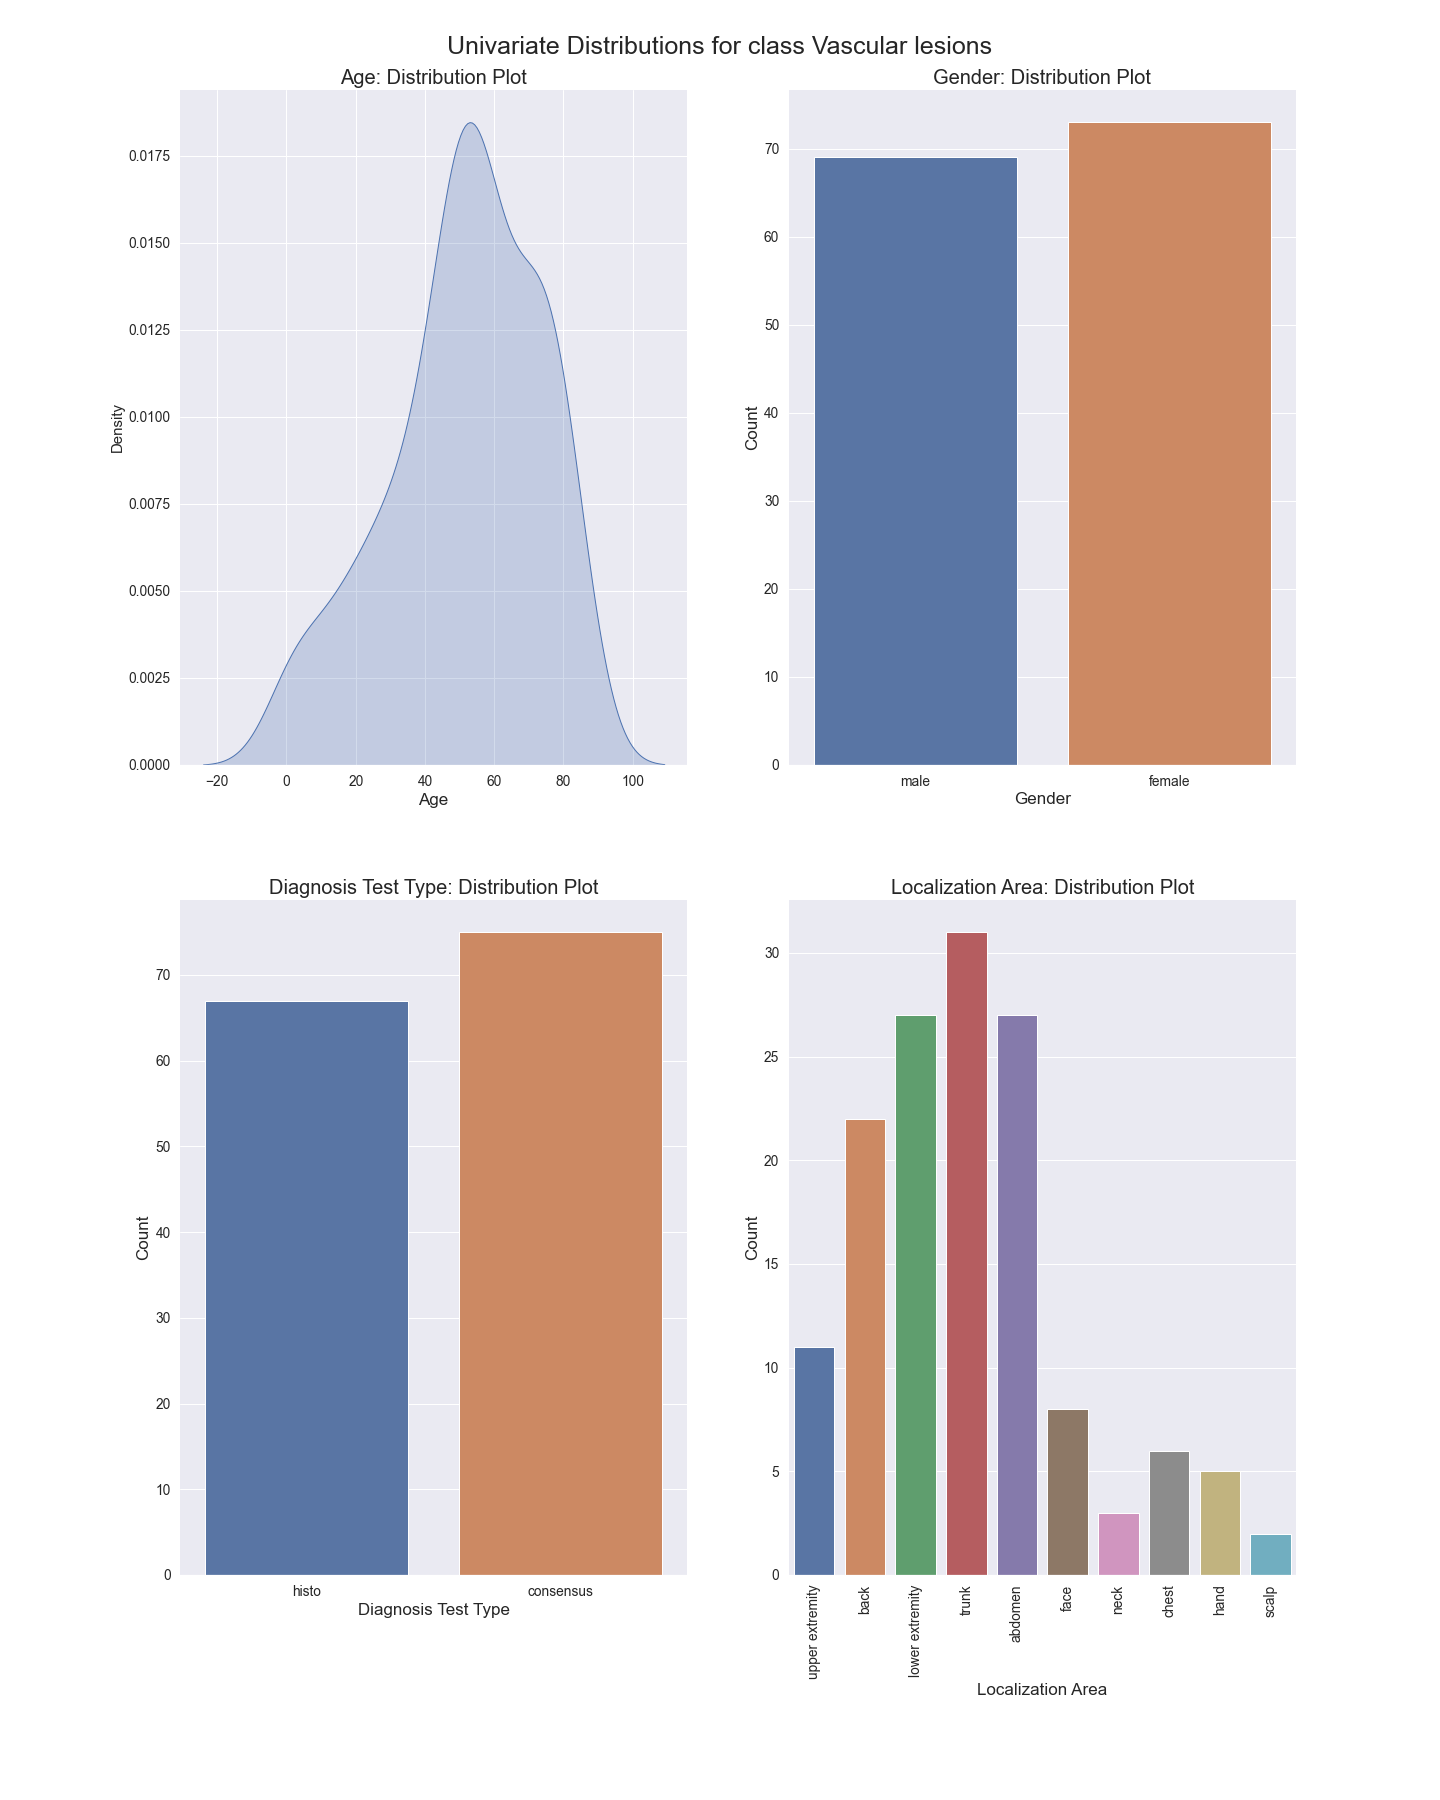 Univariate Distributions for class Vascular lesions
Age: Distribution Plot
0.0175
0.0150
0.0125
0.0100
0.0075
0.0050
0.0025
0.0000
Density
−20 0 20 40 60 80 100
Age
Gender: Distribution Plot
70
60
50
40
30
20
10
0
Count
male female
Gender
Diagnosis Test Type: Distribution Plot
70
60
50
40
30
20
10
0
Count
histo consensus
Diagnosis Test Type
Localization Area: Distribution Plot
30
25
20
15
10
5
0
Count
upper extremity
back
lower extremity
trunk
abdomen
face
neck
chest
hand
scalp
Localization Area